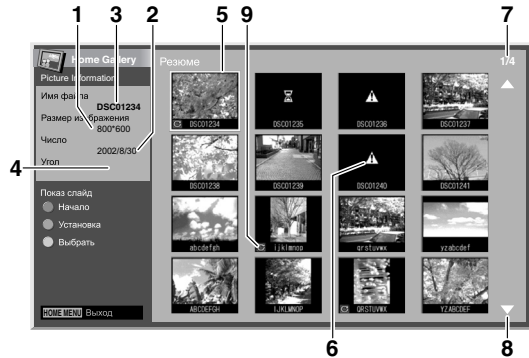 1 3 2 5 9 7
Home Gallery
Резюме
1/4
Picture Information
Имя файла
DSC01234
Размер изображения
800*600
Число
2002/8/30
Угол
4
Показ слайд
Начало
Установка
Выбрать
HOME MENU Выход
DSC01234 DSC01235 DSC01236 DSC01237
DSC01238 DSC01239 DSC01240 DSC01241
abcdefgh ijklmnop qrstuvwx yzabcdef
ABCDEFGH IJKLMNOP QRSTUVWX YZABCDEF
6 8